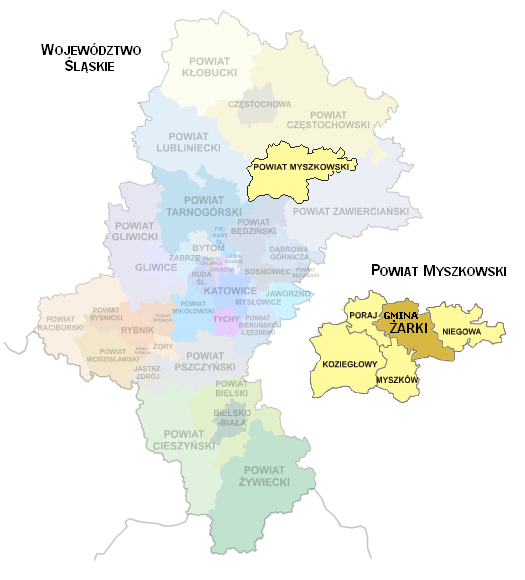 WOJEWÓDZTWO
ŚLĄSKIE
POWIAT
KŁOBUCKI
CZĘSTOCHOWA
POWIAT
CZĘSTOCHOWSKI
POWIAT
LUBLINIECKI
POWIAT MYSZKOWSKI
POWIAT
TARNOGÓRSKI
POWIAT ZAWIERCIAŃSKI
POWIAT
GLIWICKI
POWIAT
BĘDZIŃSKI
PIE-
KARY
ŚL.
BYTOM
DĄBROWA
GÓRNICZA
ZABRZE
GLIWICE
RUDA
ŚL.
SOSNOWIEC
KATOWICE
JAWORZNO
MYSŁOWICE
POWIAT
MIKOŁOWSKI
TYCHY
POWIAT
BIERUŃSKO
-LĘDZIŃSKI
POWIAT
RACIBORSKI
POWIAT
RYBNICKI
RYBNIK
ŻORY
POWIAT
WODZISŁAWSKI
JASTRZ.
ZDRÓJ
POWIAT
PSZCZYŃSKI
POWIAT
BIELSKI
BIELSKO
-BIAŁA
POWIAT
CIESZYŃSKI
POWIAT
ŻYWIECKI
POWIAT MYSZKOWSKI
PORAJ
GMINA
ŻARKI
NIEGOWA
KOZIEGŁOWY
MYSZKÓW